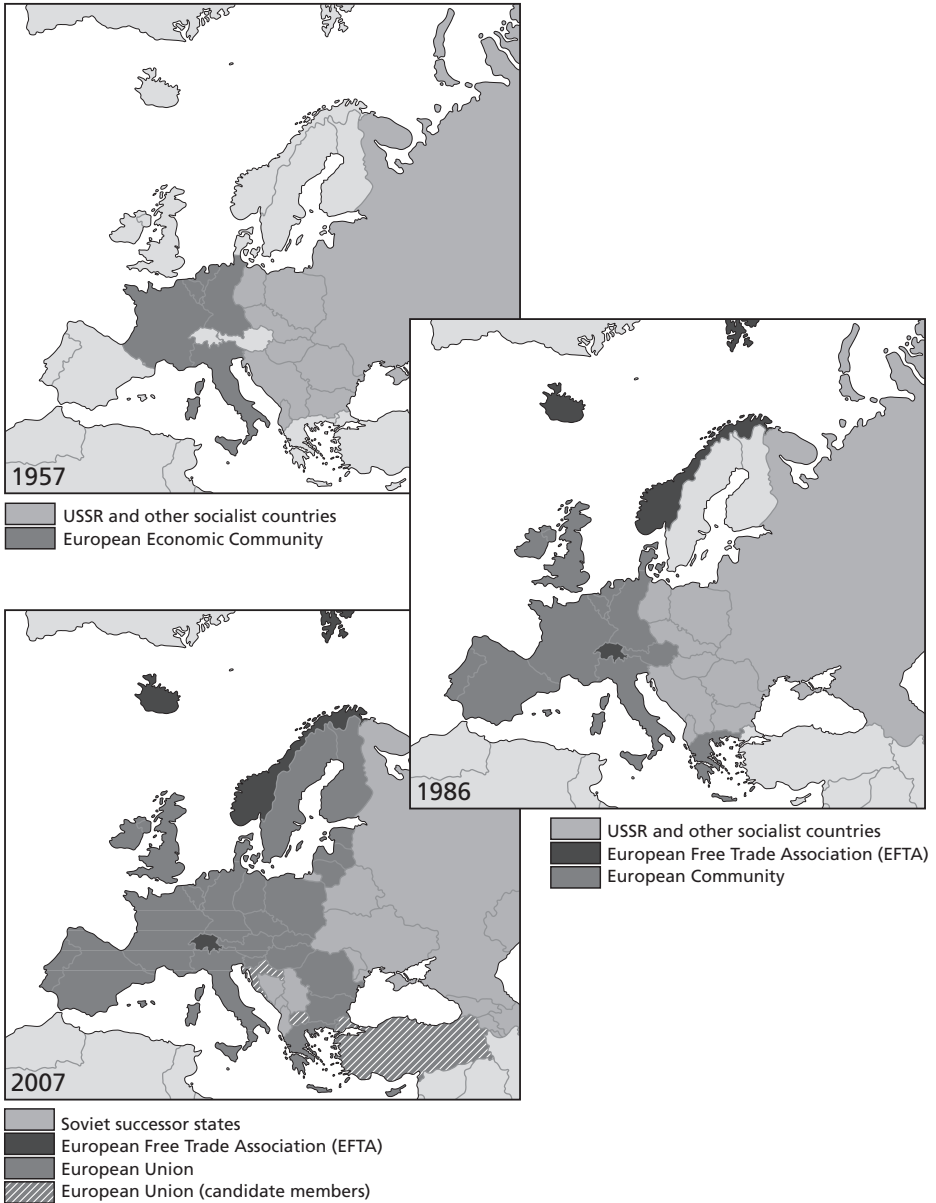 1957
USSR and other socialist countries
European Economic Community
1986
USSR and other socialist countries
European Free Trade Association (EFTA)
European Community
2007
Soviet successor states
European Free Trade Association (EFTA)
European Union
European Union (candidate members)